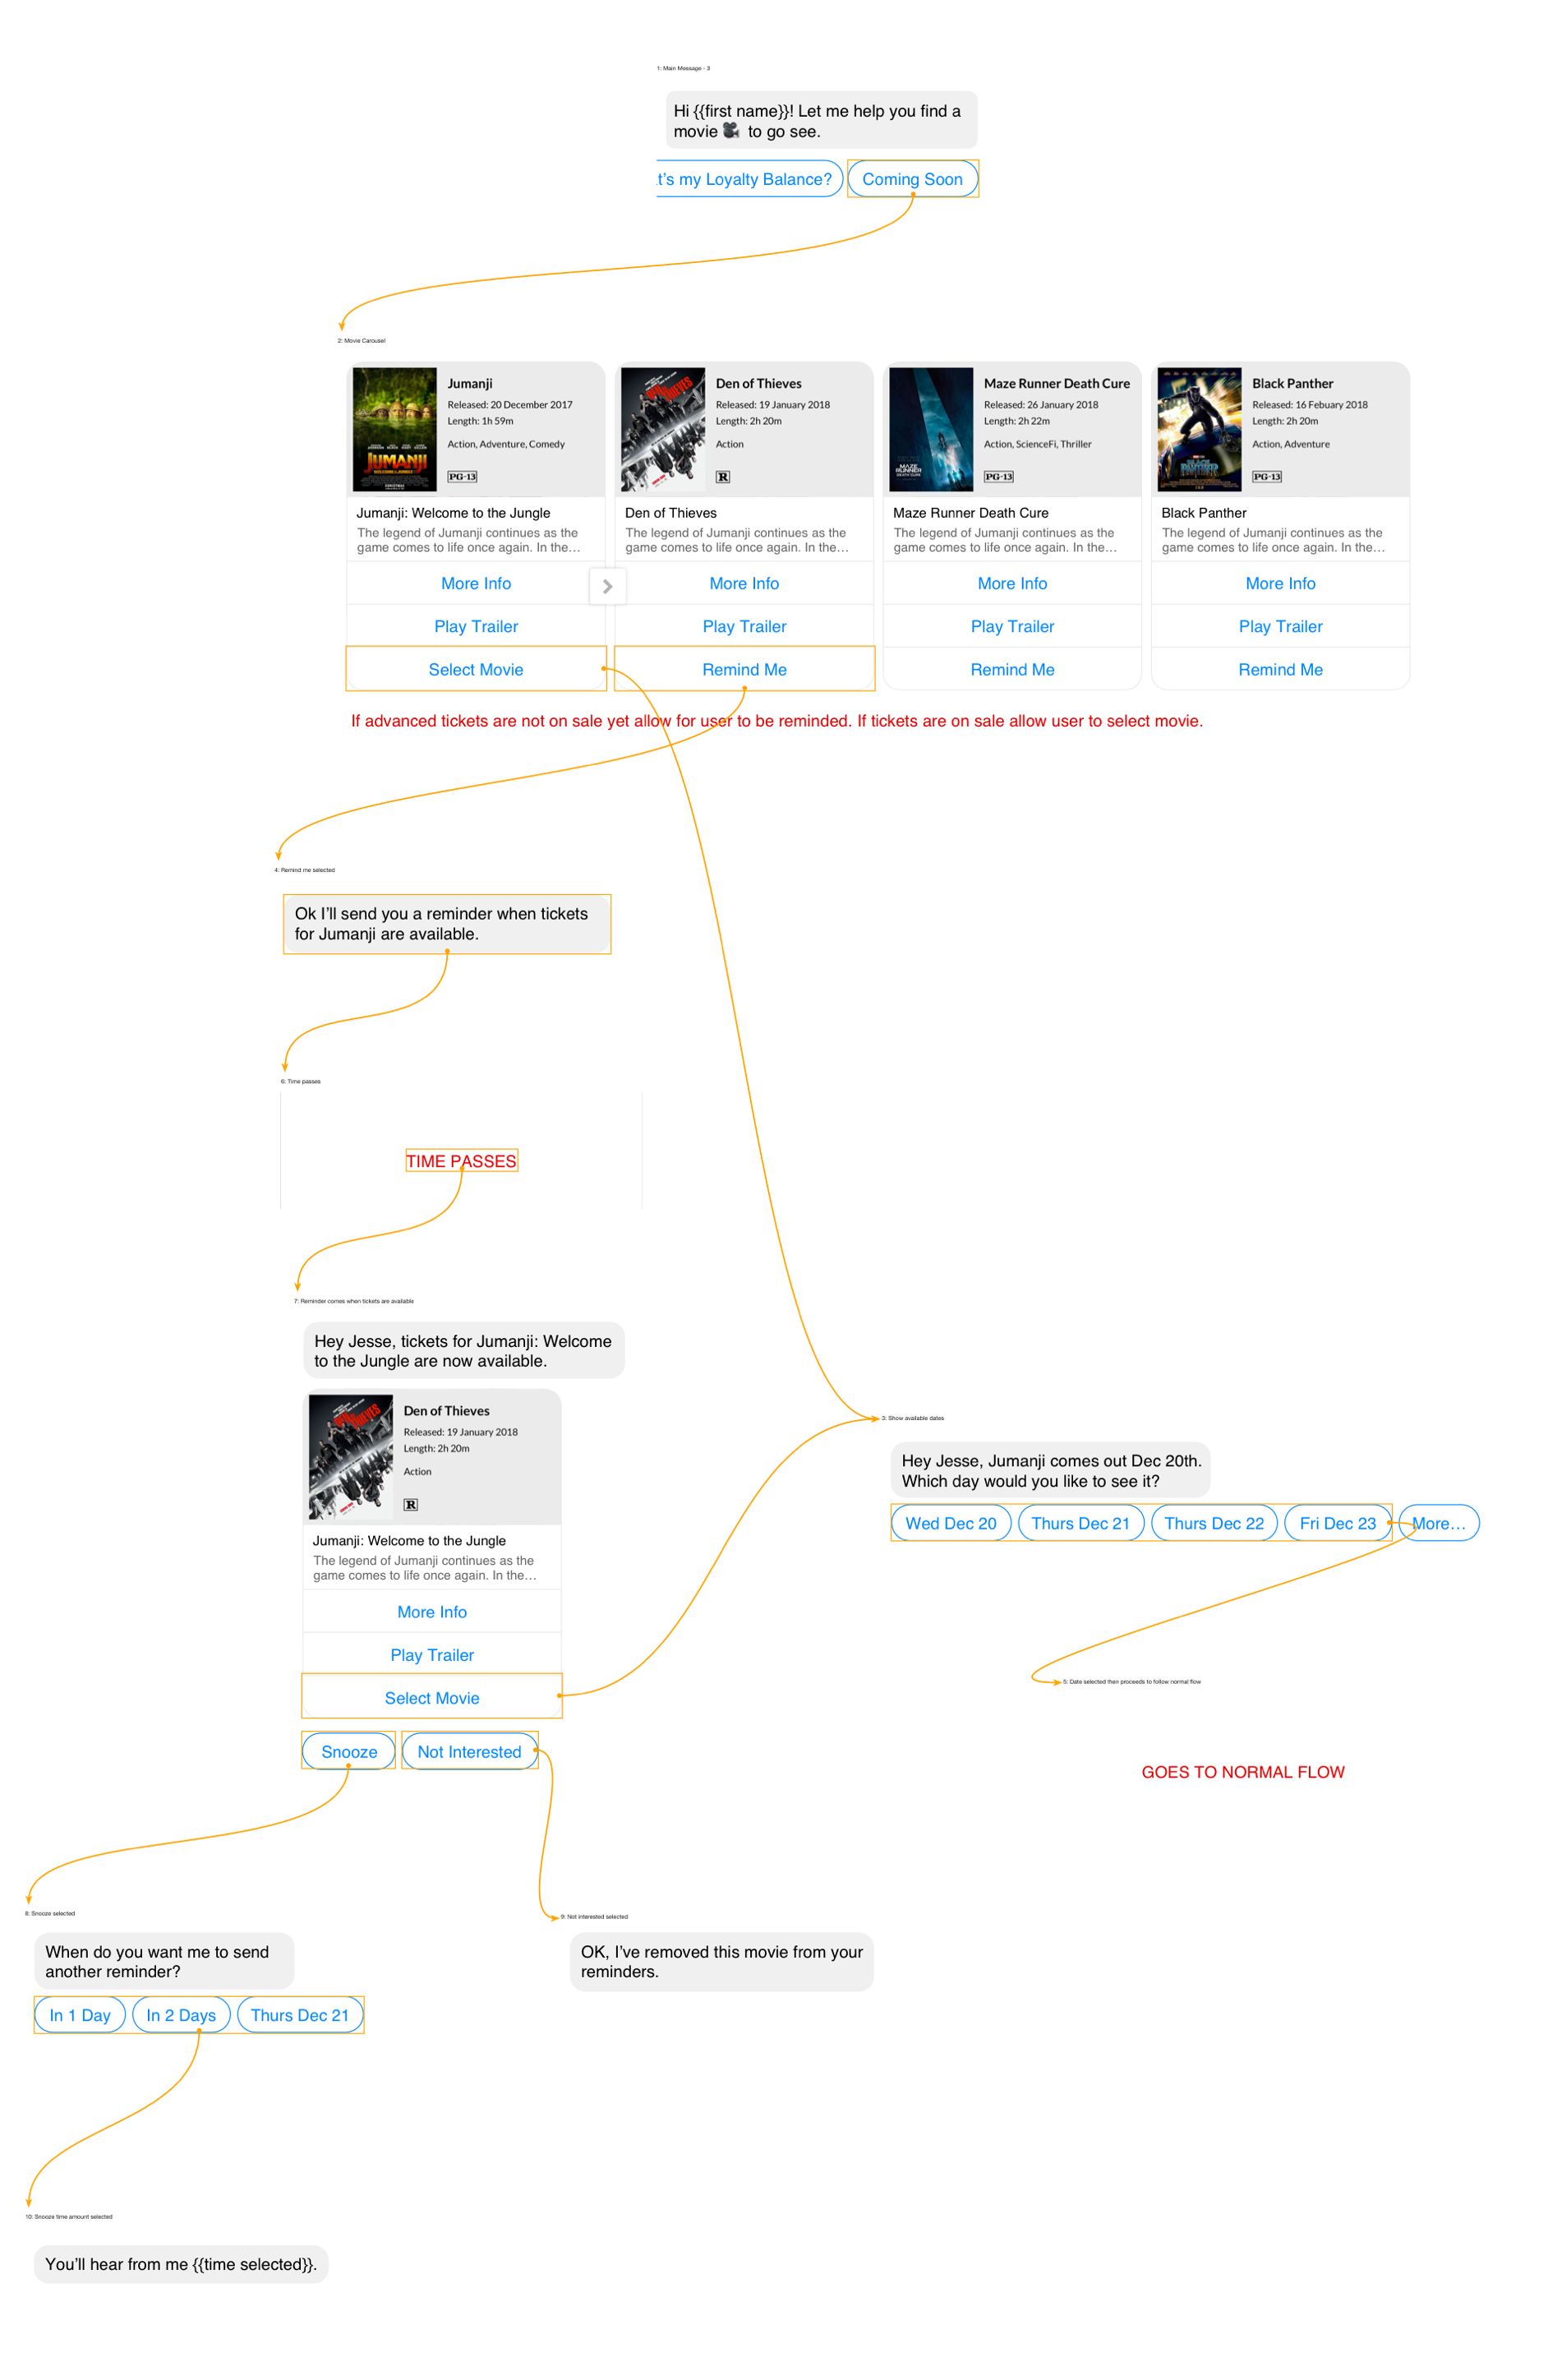 1: Main Message - 3
Hi {{first name}}! Let me help you find a
movie 🎥 to go see.
t's my Loyalty Balance?
Coming Soon
2: Movie Carousel
JUMANJI
Jumanji
Released: 20 December 2017
Length: 1h 59m
Action, Adventure, Comedy
PG-13
Jumanji: Welcome to the Jungle
The legend of Jumanji continues as the
game comes to life once again. In the…
More Info
Play Trailer
Select Movie
DEN OF THIEVES
Den of Thieves
Released: 19 January 2018
Length: 2h 20m
Action
R
Den of Thieves
The legend of Jumanji continues as the
game comes to life once again. In the…
More Info
Play Trailer
Remind Me
MAZE
RUNNER
DEATH CURE
Maze Runner Death Cure
Released: 26 January 2018
Length: 2h 22m
Action, ScienceFi, Thriller
PG-13
Maze Runner Death Cure
The legend of Jumanji continues as the
game comes to life once again. In the…
More Info
Play Trailer
Remind Me
BLACK
PANTHER
Black Panther
Released: 16 Febuary 2018
Length: 2h 20m
Action, Adventure
PG-13
Black Panther
The legend of Jumanji continues as the
game comes to life once again. In the…
More Info
Play Trailer
Remind Me
If advanced tickets are not on sale yet allow for user to be reminded. If tickets are on sale allow user to select movie.
4: Remind me selected
Ok I'll send you a reminder when tickets
for Jumanji are available.
6: Time passes
TIME PASSES
7: Reminder comes when tickets are available
Hey Jesse, tickets for Jumanji: Welcome
to the Jungle are now available.
DEN OF THIEVES
Den of Thieves
Released: 19 January 2018
Length: 2h 20m
Action
R
Jumanji: Welcome to the Jungle
The legend of Jumanji continues as the
game comes to life once again. In the…
More Info
Play Trailer
Select Movie
Snooze
Not Interested
3: Show available dates
Hey Jesse, Jumanji comes out Dec 20th.
Which day would you like to see it?
Wed Dec 20
Thurs Dec 21
Thurs Dec 22
Fri Dec 23
More…
5: Date selected then proceeds to follow normal flow
GOES TO NORMAL FLOW
8: Snooze selected
When do you want me to send
another reminder?
In 1 Day
In 2 Days
Thurs Dec 21
9: Not interested selected
OK, I've removed this movie from your
reminders.
10: Snooze time amount selected
You'll hear from me {{time selected}}.